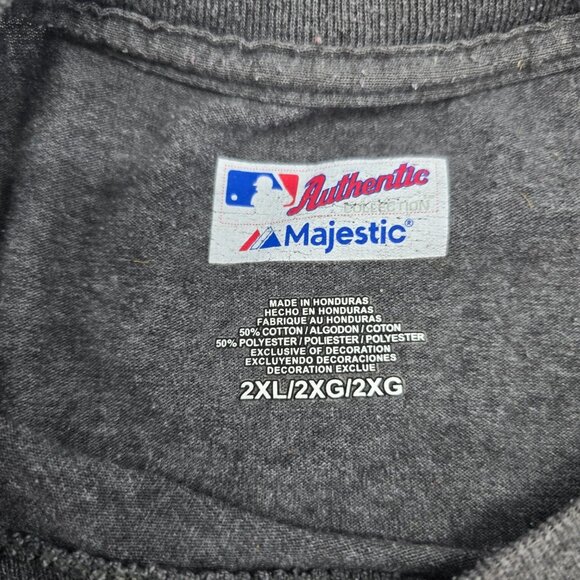 Authentic
COLLECTION
Majestic®
MADE IN HONDURAS
HECHO EN HONDURAS
FABRIQUE AU HONDURAS
50% COTTON / ALGODON / COTON
50% POLYESTER / POLIESTER / POLYESTER
EXCLUSIVE OF DECORATION
EXCLUYENDO DECORACIONES
DECORATION EXCLUE
2XL/2XG/2XG